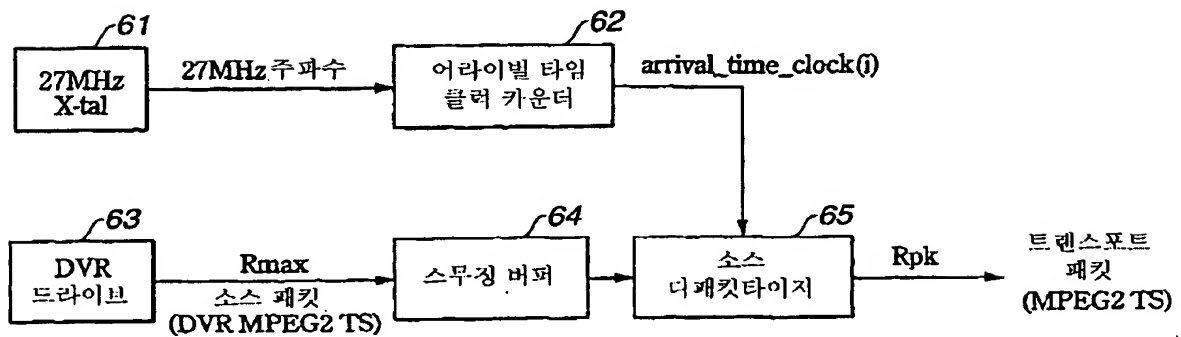 61
27MHz
X-tal
27MHz 주파수
62
어라이벌 타임
클럭 카운터
arrival_time_clock(i)
63
DVR
드라이브
Rmax
소스 패킷
(DVR MPEG2 TS)
64
스무징 버퍼
65
소스
디패킷타이저
Rpk
트랜스포트
패킷
(MPEG2 TS)